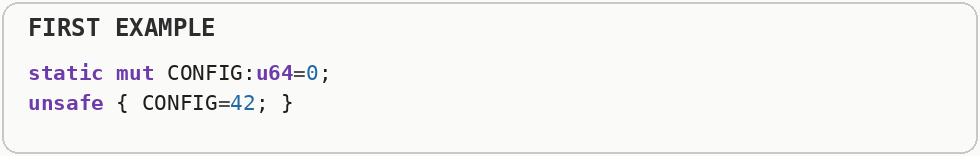 FIRST EXAMPLE
static mut CONFIG:u64=0;
unsafe { CONFIG=42; }